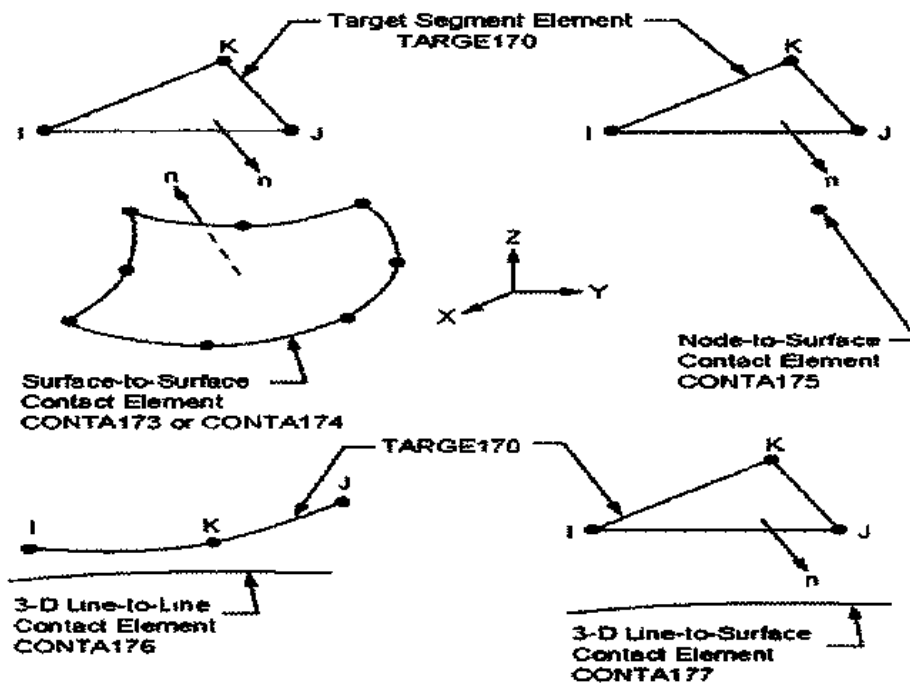 Target Segment Element
TARGE170
K
I
J
n
K
I
J
n
n
Z
Y
X
Surface-to-Surface
Contact Element
CONTA173 or CONTA174
Node-to-Surface
Contact Element
CONTA175
TARGE170
I
K
J
K
I
J
n
3-D Line-to-Line
Contact Element
CONTA176
3-D Line-to-Surface
Contact Element
CONTA177